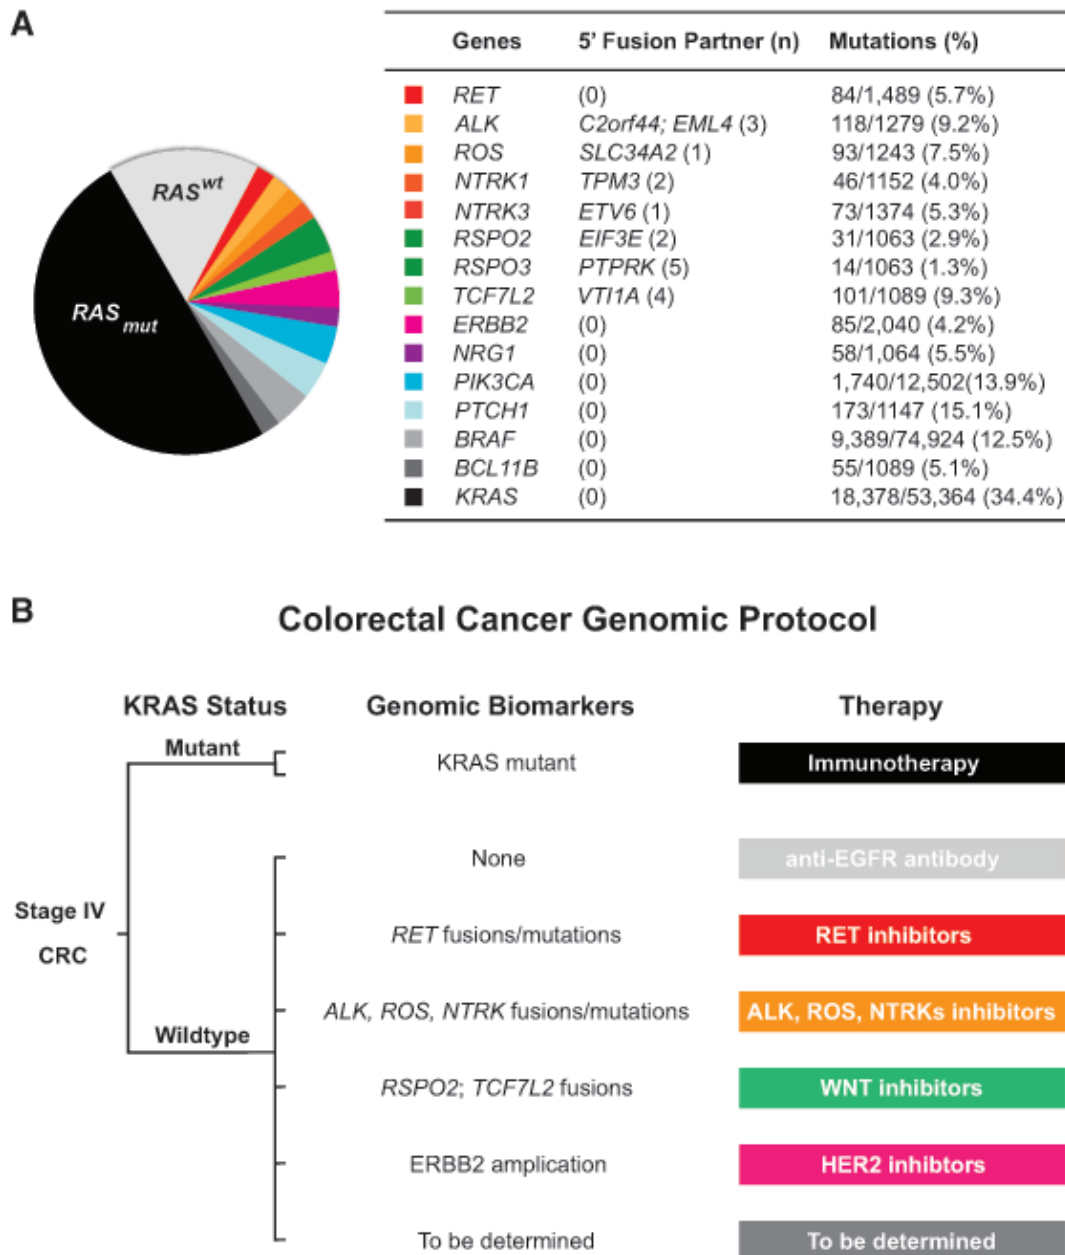 A
Genes 5' Fusion Partner (n) Mutations (%)
RET (0) 84/1,489 (5.7%)
ALK C2orf44; EML4 (3) 118/1279 (9.2%)
ROS SLC34A2 (1) 93/1243 (7.5%)
NTRK1 TPM3 (2) 46/1152 (4.0%)
NTRK3 ETV6 (1) 73/1374 (5.3%)
RSPO2 EIF3E (2) 31/1063 (2.9%)
RSPO3 PTPRK (5) 14/1063 (1.3%)
TCF7L2 VTI1A (4) 101/1089 (9.3%)
ERBB2 (0) 85/2,040 (4.2%)
NRG1 (0) 58/1,064 (5.5%)
PIK3CA (0) 1,740/12,502(13.9%)
PTCH1 (0) 173/1147 (15.1%)
BRAF (0) 9,389/74,924 (12.5%)
BCL11B (0) 55/1089 (5.1%)
KRAS (0) 18,378/53,364 (34.4%)
RAS wt
RAS mut
B
Colorectal Cancer Genomic Protocol
KRAS Status Genomic Biomarkers Therapy
Mutant
KRAS mutant Immunotherapy
None anti-EGFR antibody
Stage IV
CRC
RET fusions/mutations RET inhibitors
ALK, ROS, NTRK fusions/mutations ALK, ROS, NTRKs inhibitors
Wildtype
RSPO2; TCF7L2 fusions WNT inhibitors
ERBB2 amplication HER2 inhibtors
To be determined To be determined